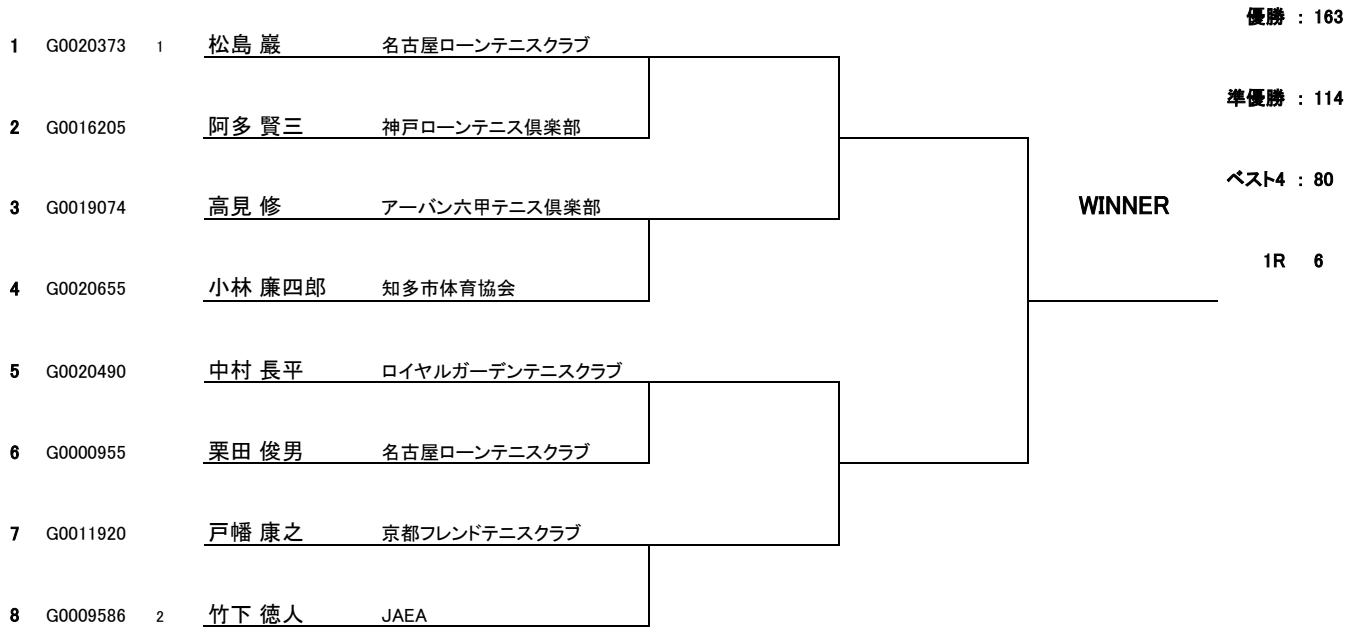 優勝 : 163
1 G0020373 1 松島 巖 名古屋ローンテニスクラブ
準優勝 : 114
2 G0016205 阿多 賢三 神戸ローンテニス倶楽部
ベスト4 : 80
3 G0019074 高見 修 アーバン六甲テニス倶楽部 WINNER
1R 6
4 G0020655 小林 廉四郎 知多市体育協会
5 G0020490 中村 長平 ロイヤルガーデンテニスクラブ
6 G0000955 栗田 俊男 名古屋ローンテニスクラブ
7 G0011920 戸幡 康之 京都フレンドテニスクラブ
8 G0009586 2 竹下 徳人 JAEA